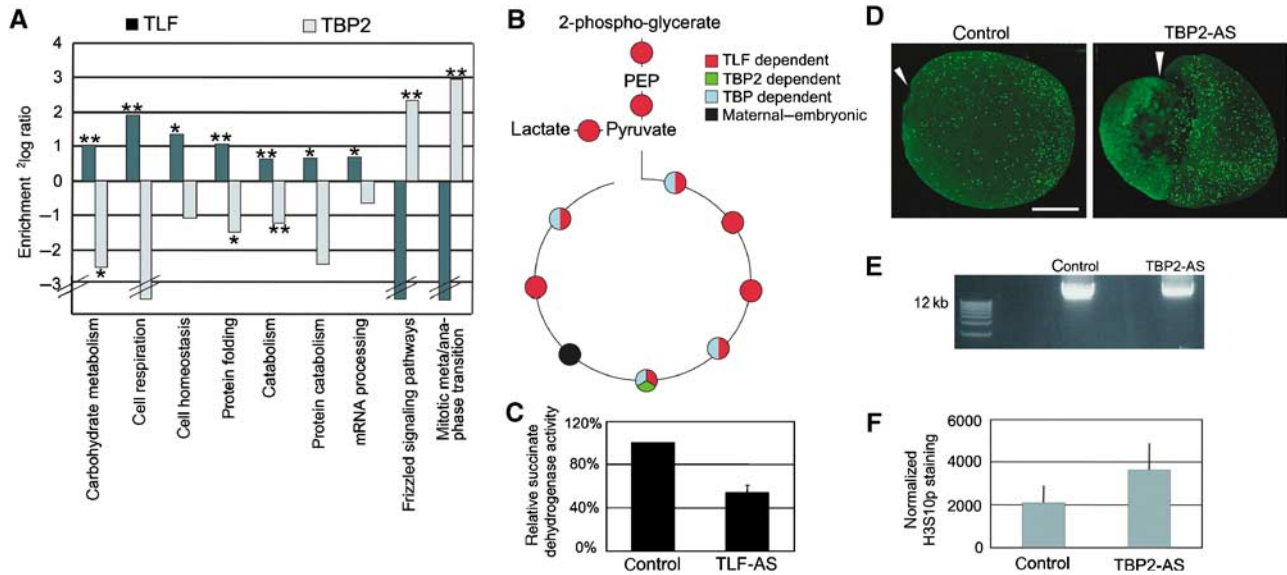 A
TLF
TBP2
Enrichment ²log ratio
4
3
2
1
0
–1
–2
–3
**
**
*
**
**
*
*
**
**
*
*
**
Carbohydrate metabolism
Cell respiration
Cell homeostasis
Protein folding
Catabolism
Protein catabolism
mRNA processing
Frizzled signaling pathways
Mitotic meta/ana-
phase transition
B
2-phospho-glycerate
PEP
Lactate
Pyruvate
TLF dependent
TBP2 dependent
TBP dependent
Maternal–embryonic
C
Relative succinate
dehydrogenase activity
120%
80%
40%
0%
Control
TLF-AS
D
Control
TBP2-AS
E
Control
TBP2-AS
12 kb
F
Normalized
H3S10p staining
6000
4000
2000
0
Control
TBP2-AS